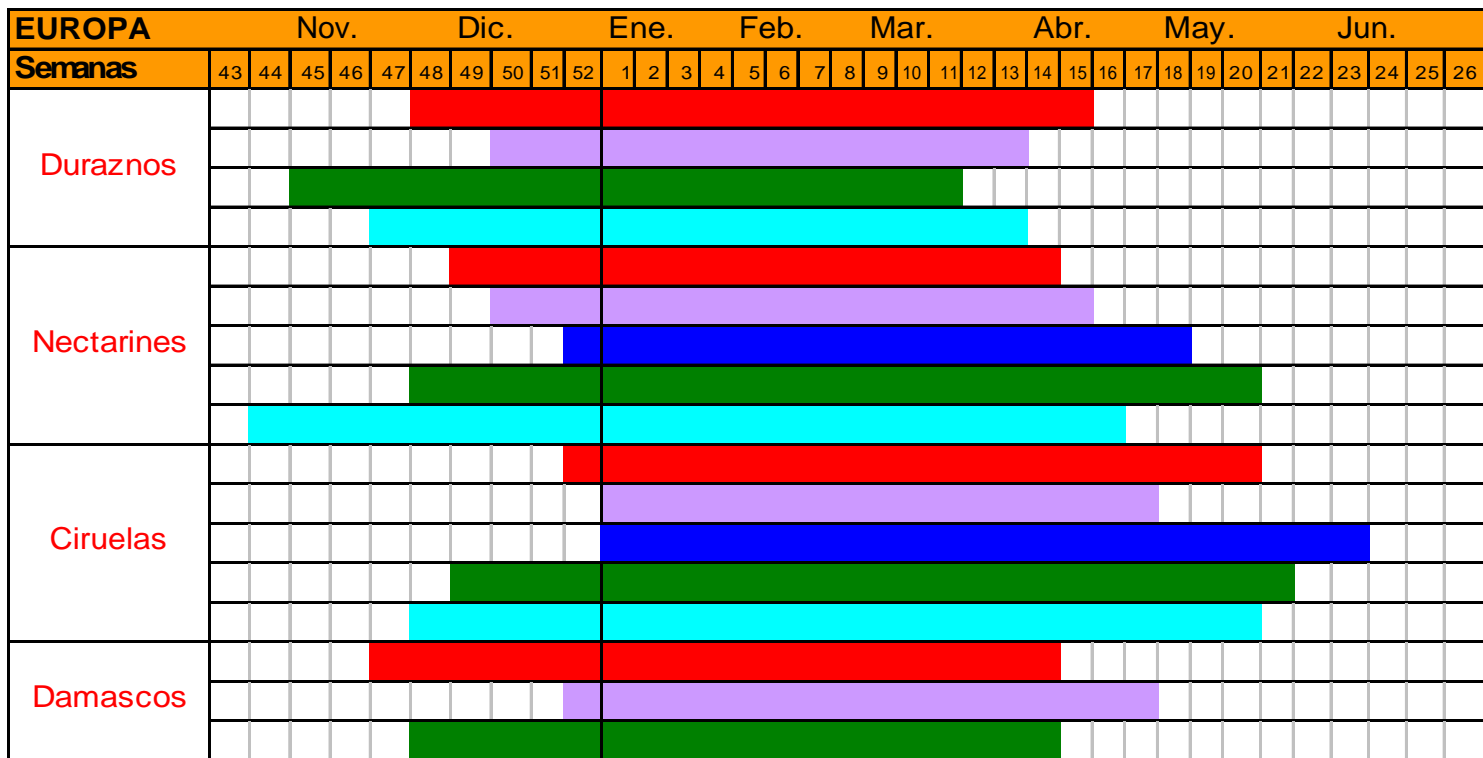 EUROPA Nov. Dic. Ene. Feb. Mar. Abr. May. Jun.
Semanas 43 44 45 46 47 48 49 50 51 52 1 2 3 4 5 6 7 8 9 10 11 12 13 14 15 16 17 18 19 20 21 22 23 24 25 26
Duraznos
Nectarines
Ciruelas
Damascos